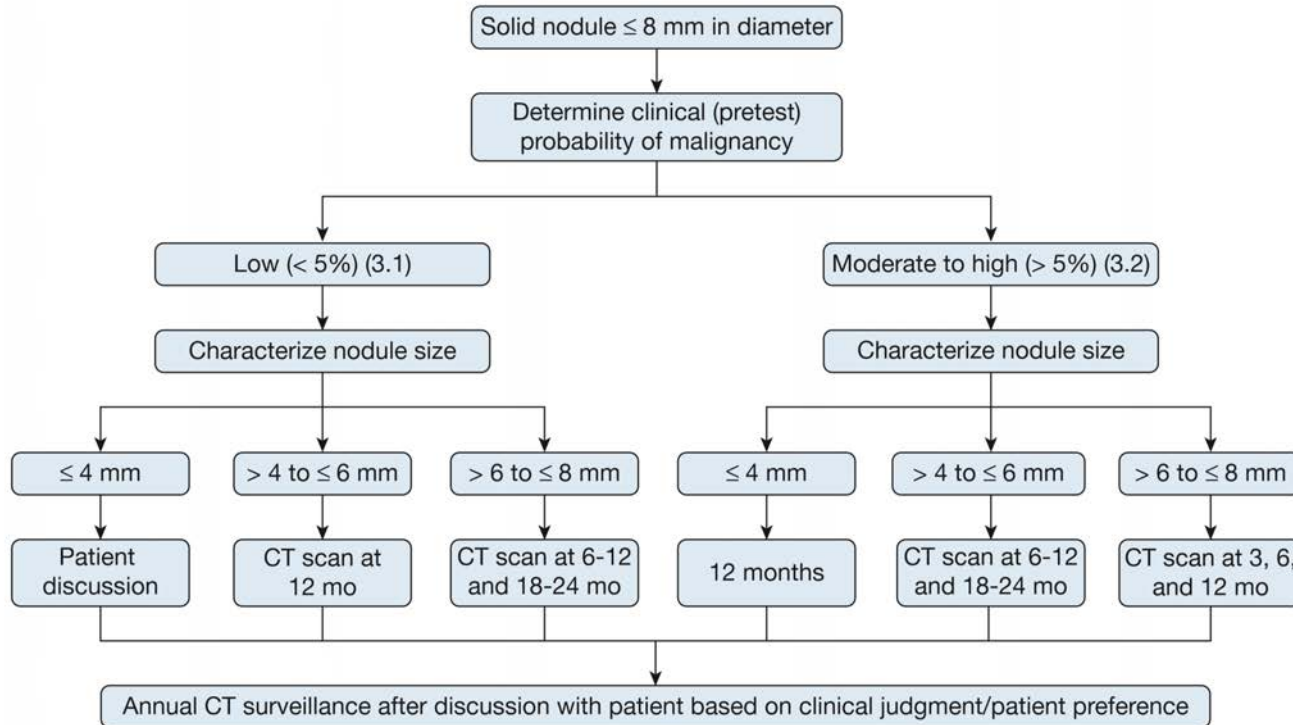 Solid nodule ≤ 8 mm in diameter
Determine clinical (pretest)
probability of malignancy
Low (< 5%) (3.1)
Moderate to high (> 5%) (3.2)
Characterize nodule size
Characterize nodule size
≤ 4 mm
> 4 to ≤ 6 mm
> 6 to ≤ 8 mm
≤ 4 mm
> 4 to ≤ 6 mm
> 6 to ≤ 8 mm
Patient
discussion
CT scan at
12 mo
CT scan at 6-12
and 18-24 mo
12 months
CT scan at 6-12
and 18-24 mo
CT scan at 3, 6,
and 12 mo
Annual CT surveillance after discussion with patient based on clinical judgment/patient preference